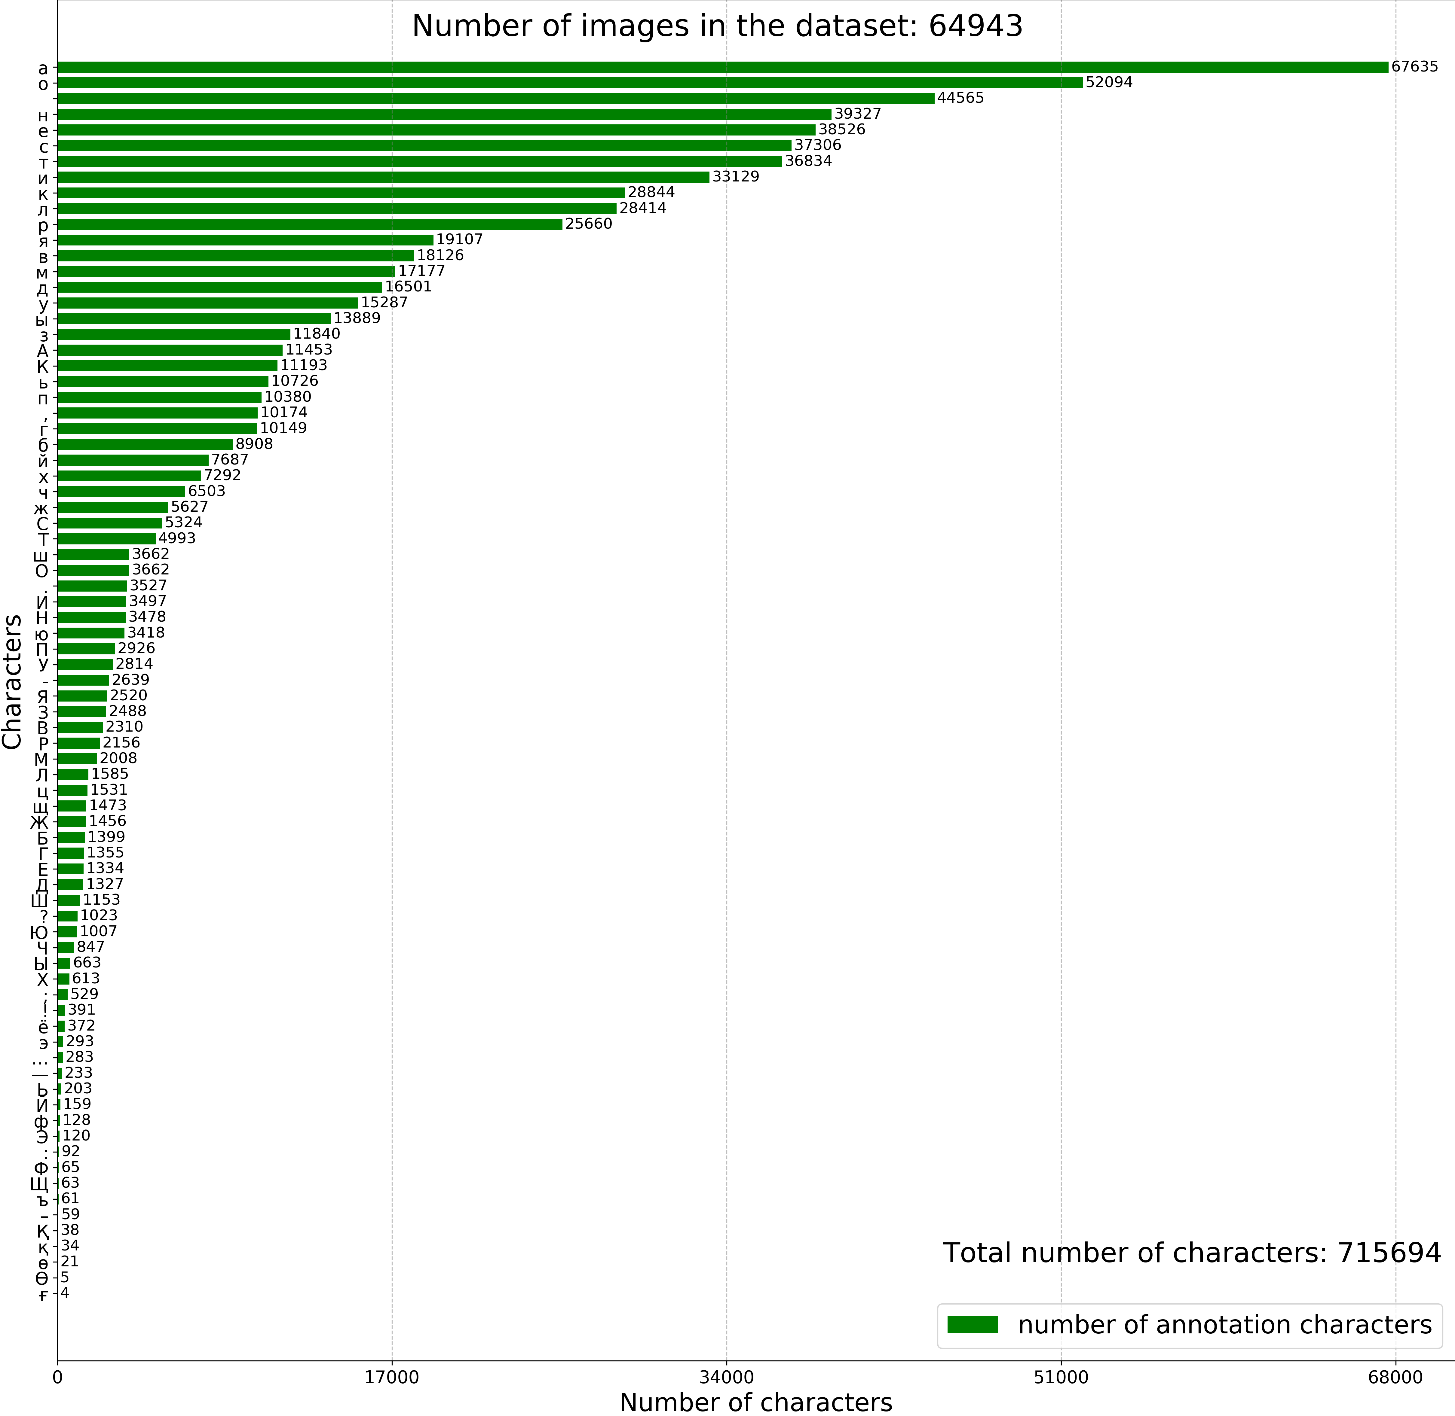 Number of images in the dataset: 64943
а 67635
о 52094
44565
н 39327
е 38526
с 37306
т 36834
и 33129
к 28844
л 28414
р 25660
я 19107
в 18126
м 17177
д 16501
у 15287
ы 13889
з 11840
А 11453
К 11193
ь 10726
п 10380
, 10174
г 10149
б 8908
й 7687
х 7292
ч 6503
ж 5627
С 5324
Т 4993
ш 3662
О 3662
. 3527
И 3497
Н 3478
ю 3418
П 2926
У 2814
- 2639
Я 2520
З 2488
В 2310
Р 2156
М 2008
Л 1585
ц 1531
щ 1473
Ж 1456
Б 1399
Г 1355
Е 1334
Д 1327
Ш 1153
? 1023
Ю 1007
Ч 847
Ы 663
Х 613
; 529
! 391
ё 372
э 293
… 283
— 233
Ь 203
Й 159
ф 128
Э 120
: 92
Ф 65
Щ 63
ъ 61
– 59
Қ 38
қ 34
ө 21
Ө 5
ғ 4
Characters
Total number of characters: 715694
number of annotation characters
0 17000 34000 51000 68000
Number of characters